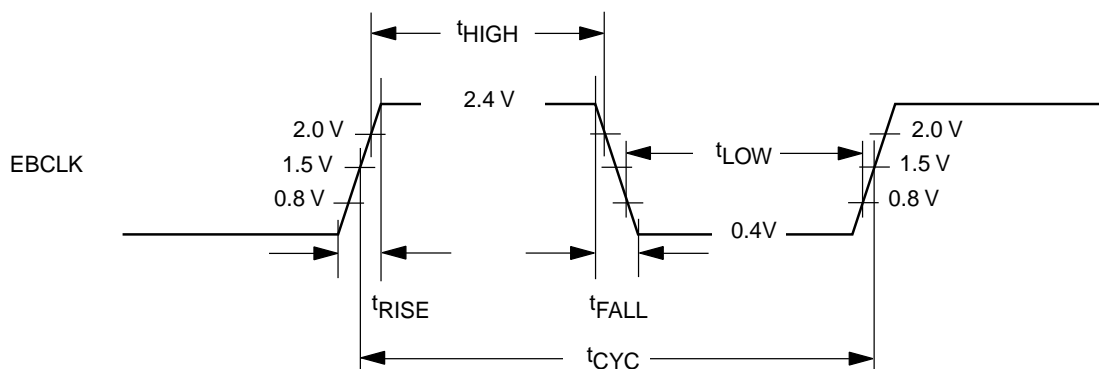 tHIGH
2.4 V
2.0 V
2.0 V
tLOW
EBCLK
1.5 V
1.5 V
0.8 V
0.8 V
0.4V
tRISE
tFALL
tCYC